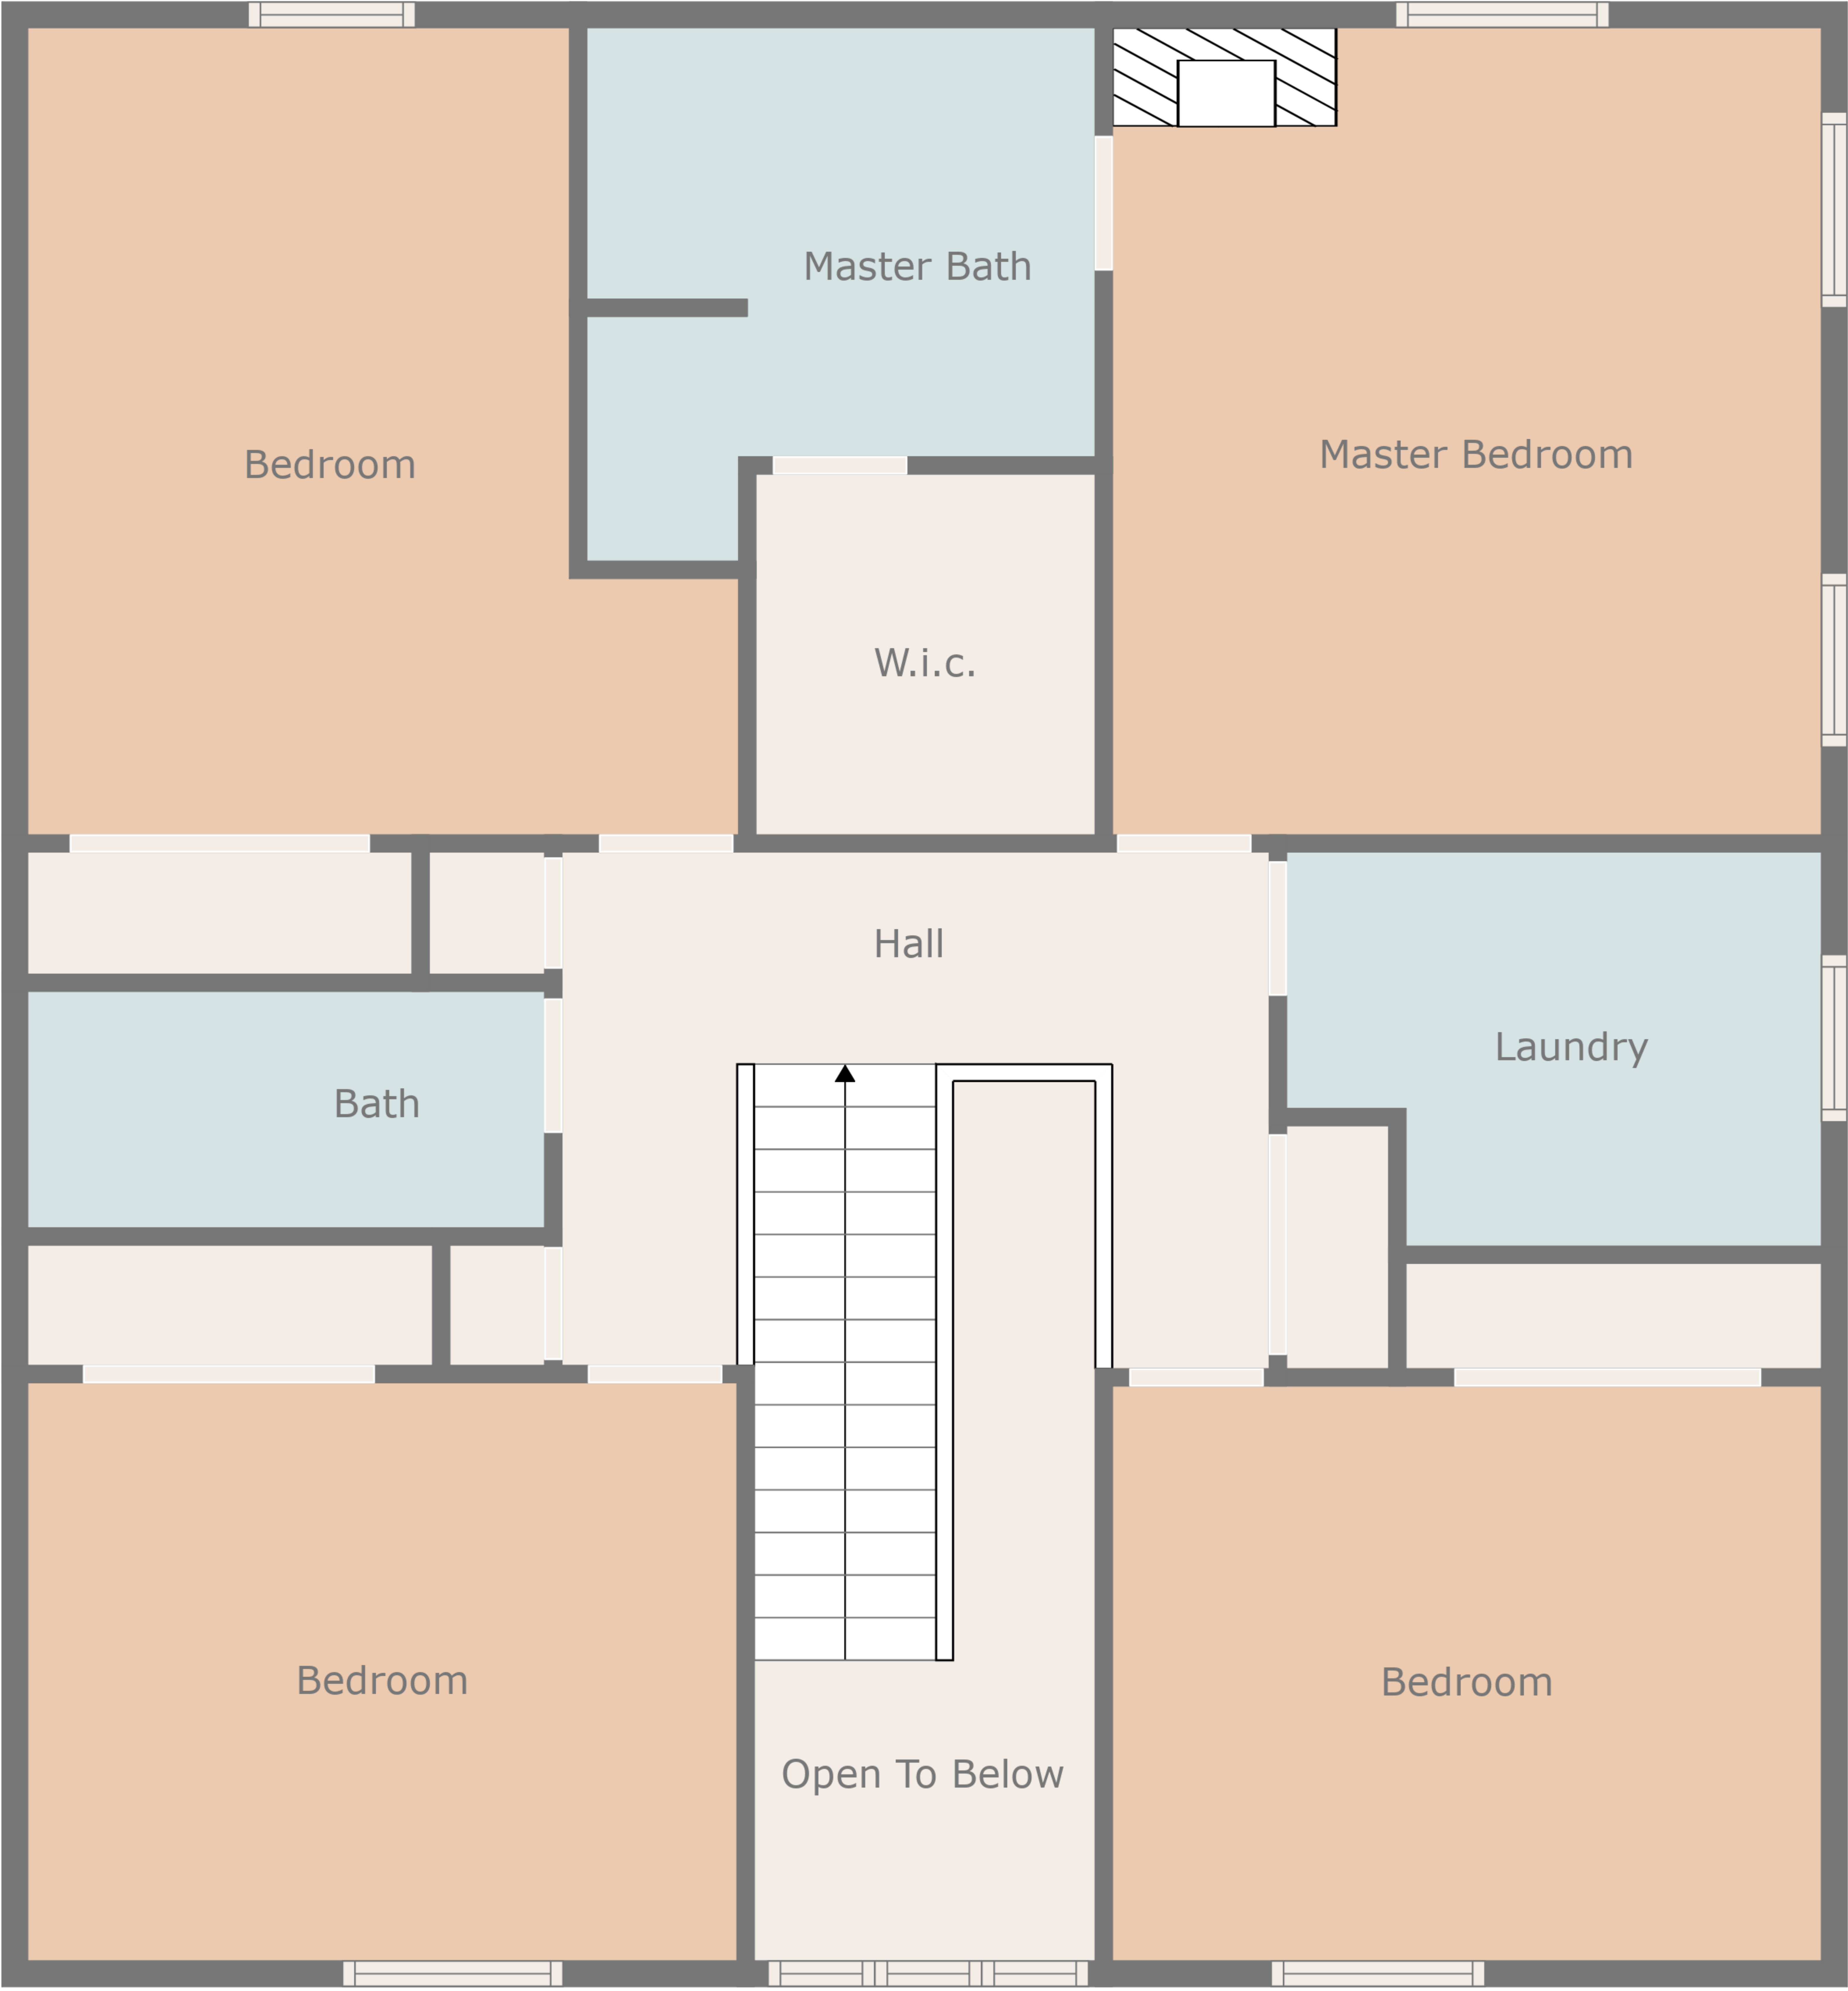 Master Bath
Bedroom
Master Bedroom
W.i.c.
Hall
Laundry
Bath
Bedroom
Bedroom
Open To Below